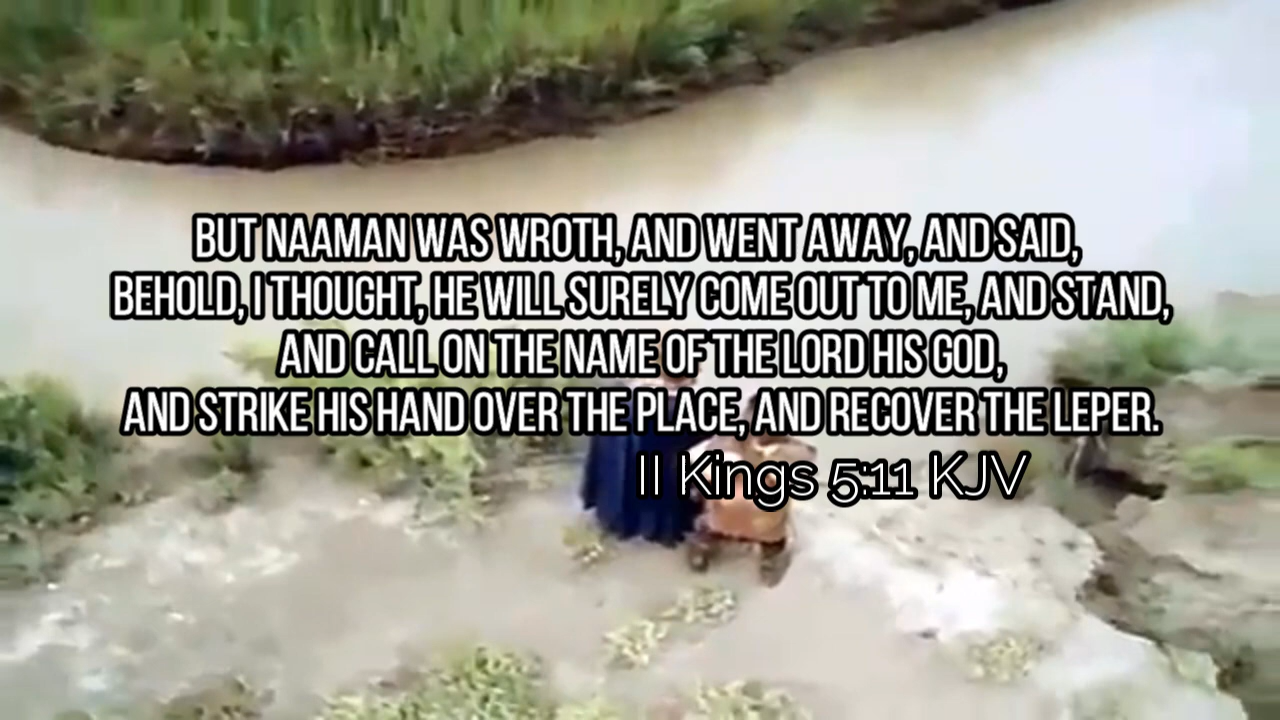 BUT NAAMAN WAS WROTH, AND WENT AWAY, AND SAID,
BEHOLD, I THOUGHT, HE WILL SURELY COME OUT TO ME, AND STAND,
AND CALL ON THE NAME OF THE LORD HIS GOD,
AND STRIKE HIS HAND OVER THE PLACE, AND RECOVER THE LEPER.
II Kings 5:11 KJV